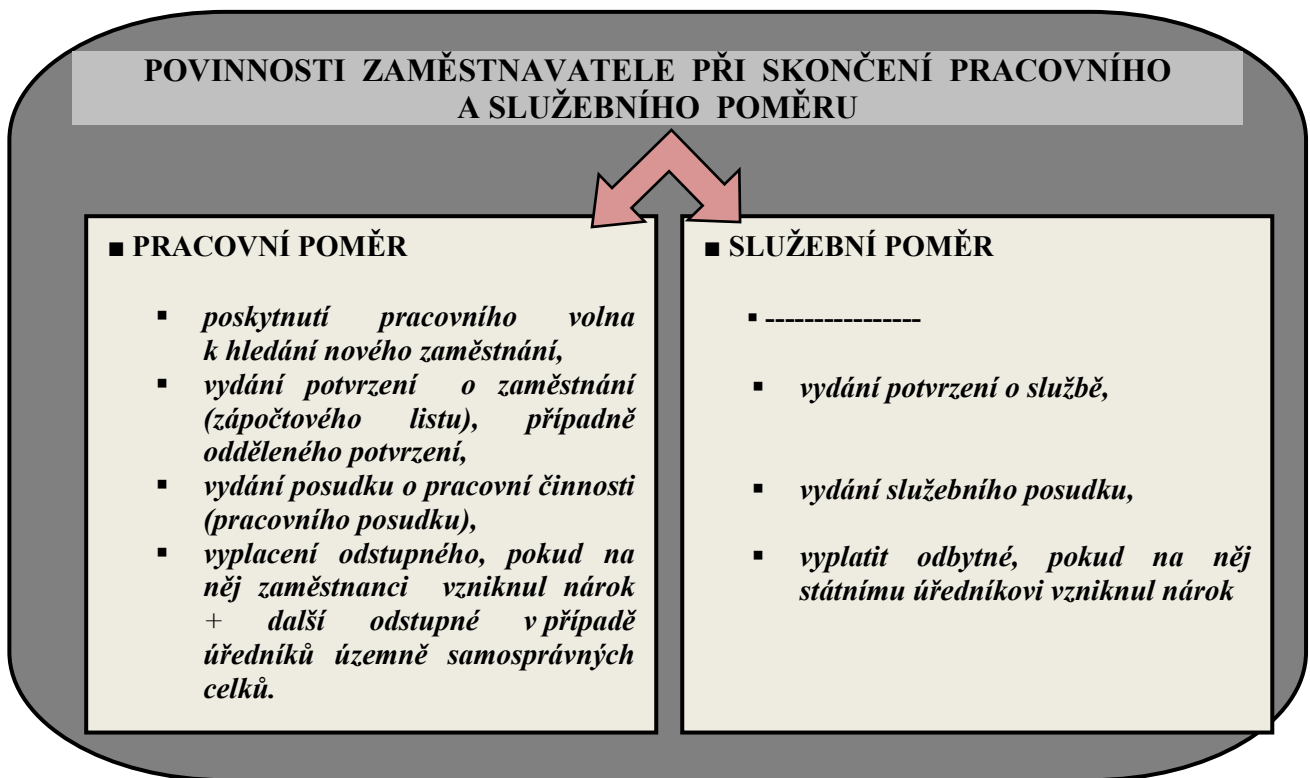 POVINNOSTI ZAMĚSTNAVATELE PŘI SKONČENÍ PRACOVNÍHO
A SLUŽEBNÍHO POMĚRU
■ PRACOVNÍ POMĚR
▪ poskytnutí pracovního volna
k hledání nového zaměstnání,
▪ vydání potvrzení o zaměstnání
(zápočtového listu), případně
odděleného potvrzení,
▪ vydání posudku o pracovní činnosti
(pracovního posudku),
▪ vyplacení odstupného, pokud na
něj zaměstnanci vzniknul nárok
+ další odstupné v případě
úředníků územně samosprávných
celků.
■ SLUŽEBNÍ POMĚR
▪ ----------------
▪ vydání potvrzení o službě,
▪ vydání služebního posudku,
▪ vyplatit odbytné, pokud na něj
státnímu úředníkovi vzniknul nárok